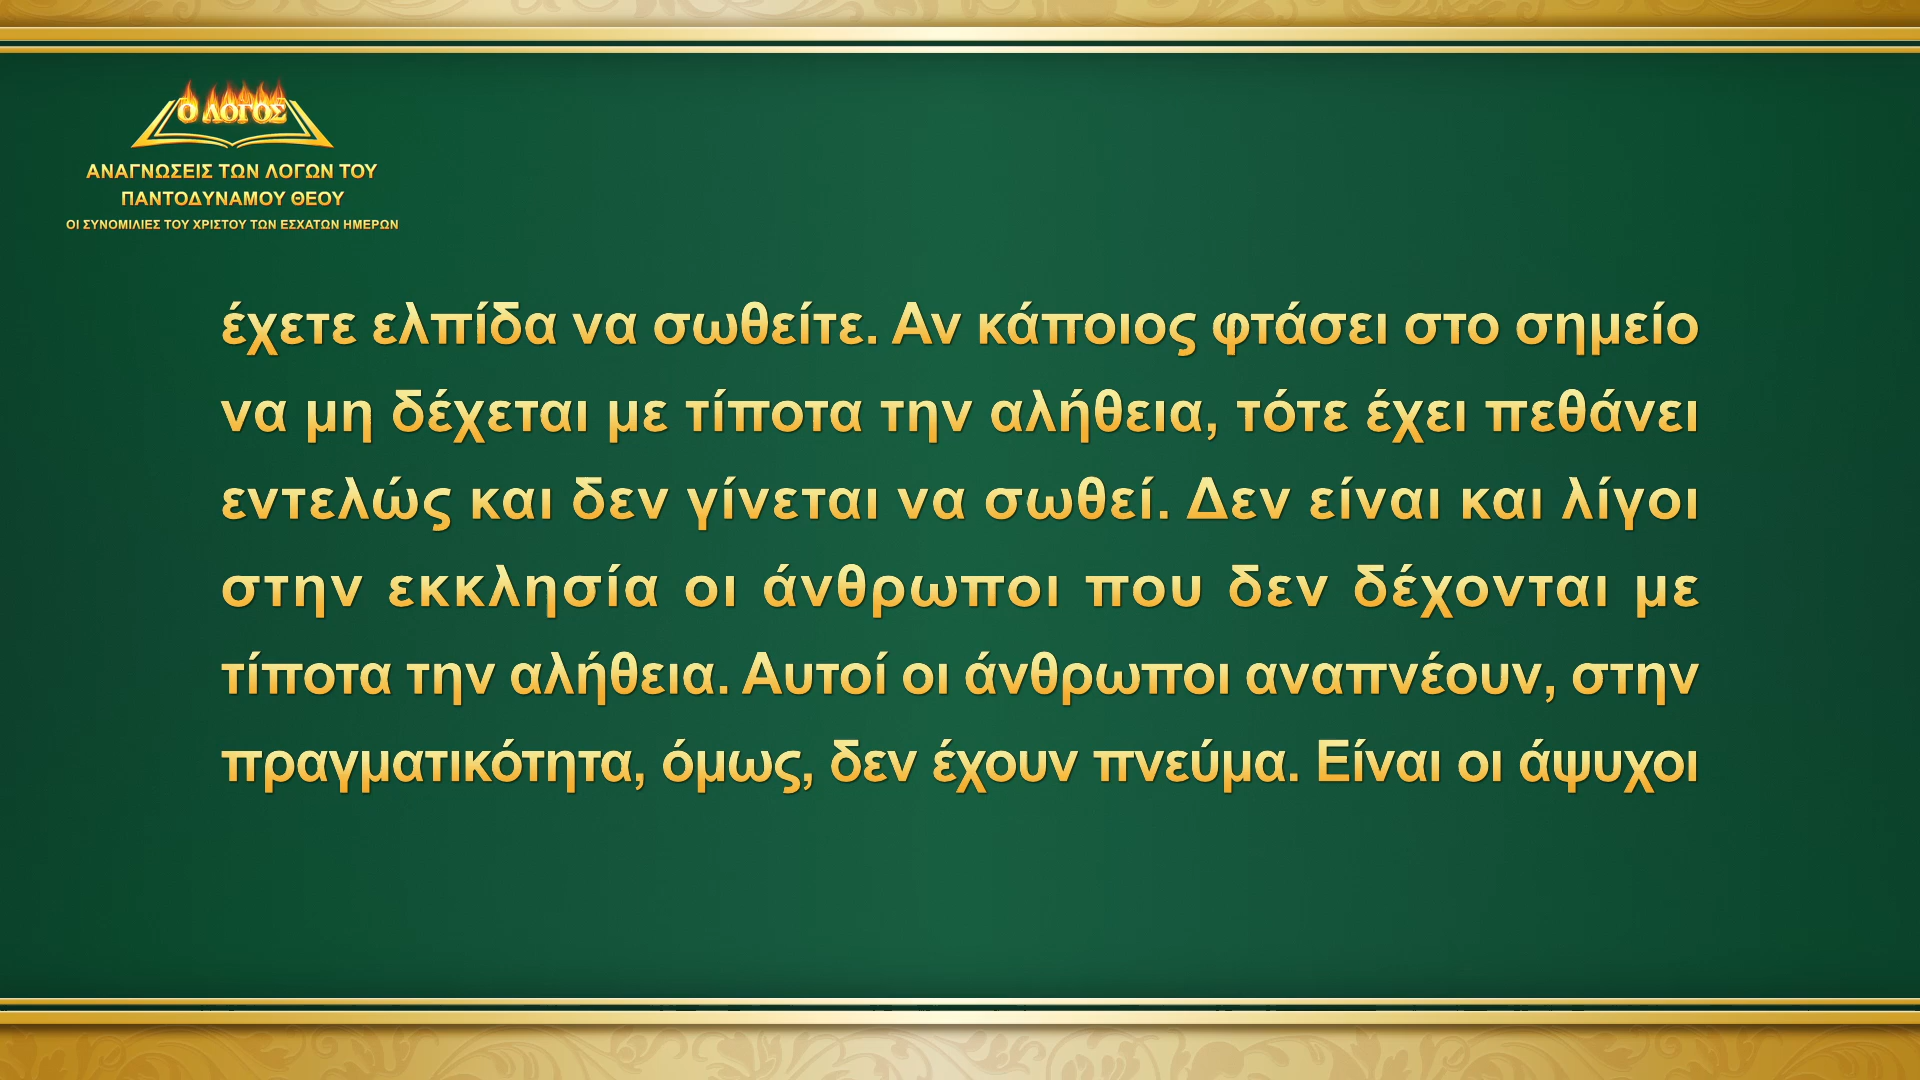 Ο ΛΟΓΟΣ
ΑΝΑΓΝΩΣΕΙΣ ΤΩΝ ΛΟΓΩΝ ΤΟΥ
ΠΑΝΤΟΔΥΝΑΜΟΥ ΘΕΟΥ
ΟΙ ΣΥΝΟΜΙΛΙΕΣ ΤΟΥ ΧΡΙΣΤΟΥ ΤΩΝ ΕΣΧΑΤΩΝ ΗΜΕΡΩΝ
έχετε ελπίδα να σωθείτε. Αν κάποιος φτάσει στο σημείο
να μη δέχεται με τίποτα την αλήθεια, τότε έχει πεθάνει
εντελώς και δεν γίνεται να σωθεί. Δεν είναι και λίγοι
στην εκκλησία οι άνθρωποι που δεν δέχονται με
τίποτα την αλήθεια. Αυτοί οι άνθρωποι αναπνέουν, στην
πραγματικότητα, όμως, δεν έχουν πνεύμα. Είναι οι άψυχοι